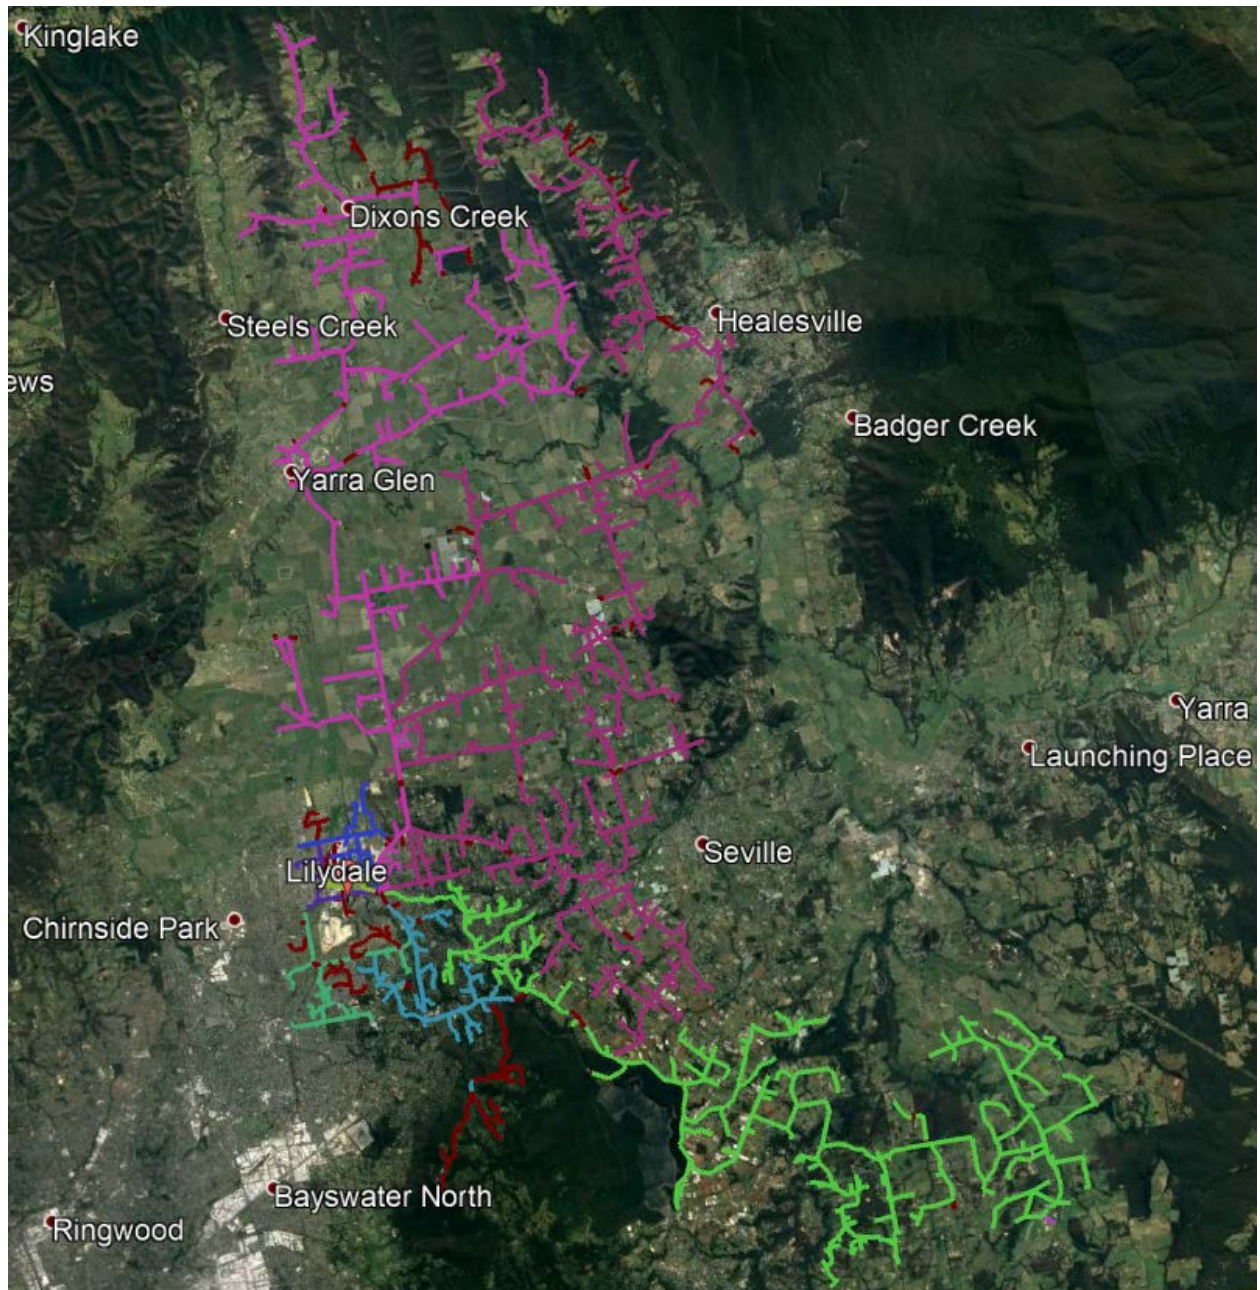 Kinglake
Dixons Creek
Steels Creek
Healesville
ews
Badger Creek
Yarra Glen
Yarra
Launching Place
Seville
Lilydale
Chirnside Park
Bayswater North
Ringwood